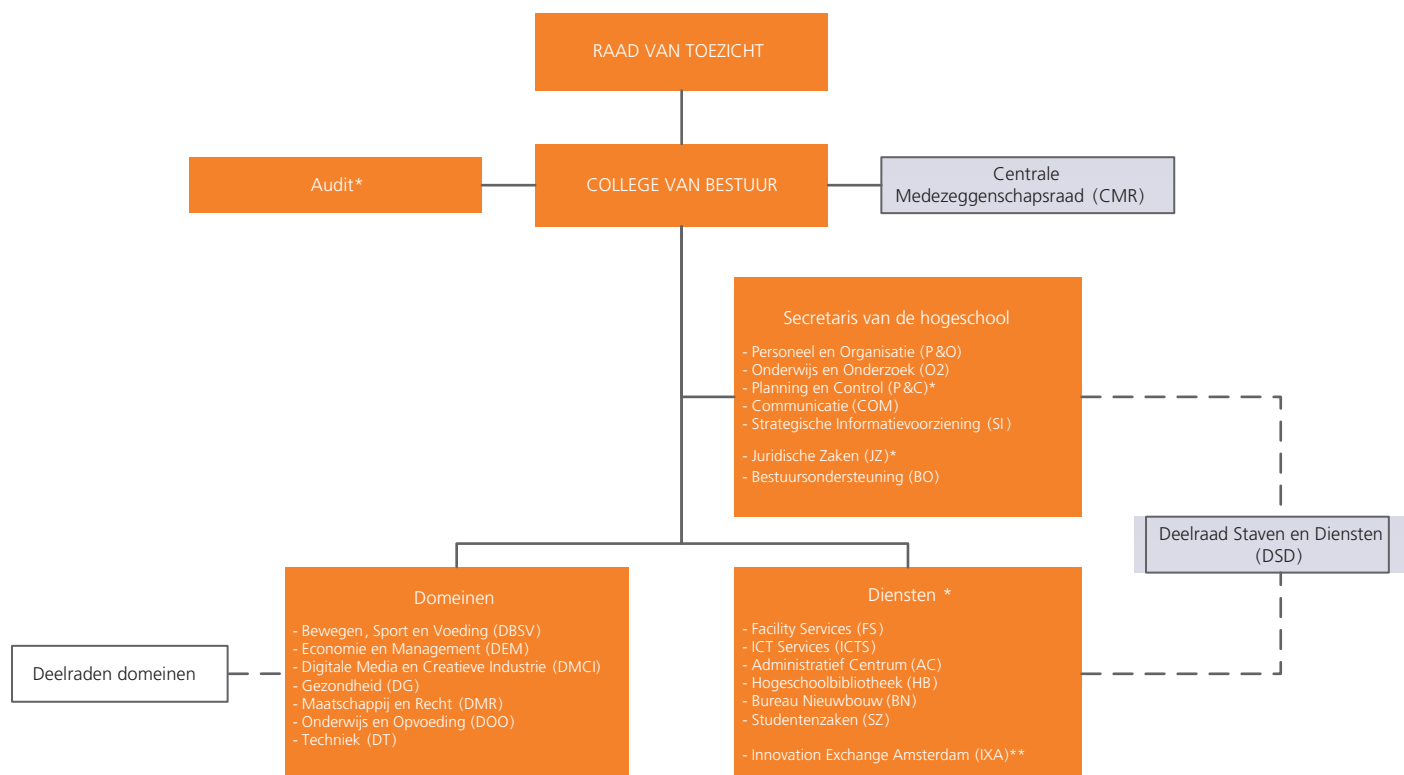 RAAD VAN TOEZICHT
Audit*
COLLEGE VAN BESTUUR
Centrale
Medezeggenschapsraad (CMR)
Secretaris van de hogeschool
- Personeel en Organisatie (P&O)
- Onderwijs en Onderzoek (O2)
- Planning en Control (P&C)*
- Communicatie (COM)
- Strategische Informatievoorziening (SI)
- Juridische Zaken (JZ)*
- Bestuursondersteuning (BO)
Deelraad Staven en Diensten
(DSD)
Domeinen
- Bewegen, Sport en Voeding (DBSV)
- Economie en Management (DEM)
- Digitale Media en Creatieve Industrie (DMCI)
- Gezondheid (DG)
- Maatschappij en Recht (DMR)
- Onderwijs en Opvoeding (DOO)
- Techniek (DT)
Diensten *
- Facility Services (FS)
- ICT Services (ICTS)
- Administratief Centrum (AC)
- Hogeschoolbibliotheek (HB)
- Bureau Nieuwbouw (BN)
- Studentenzaken (SZ)
- Innovation Exchange Amsterdam (IXA)**
Deelraden domeinen